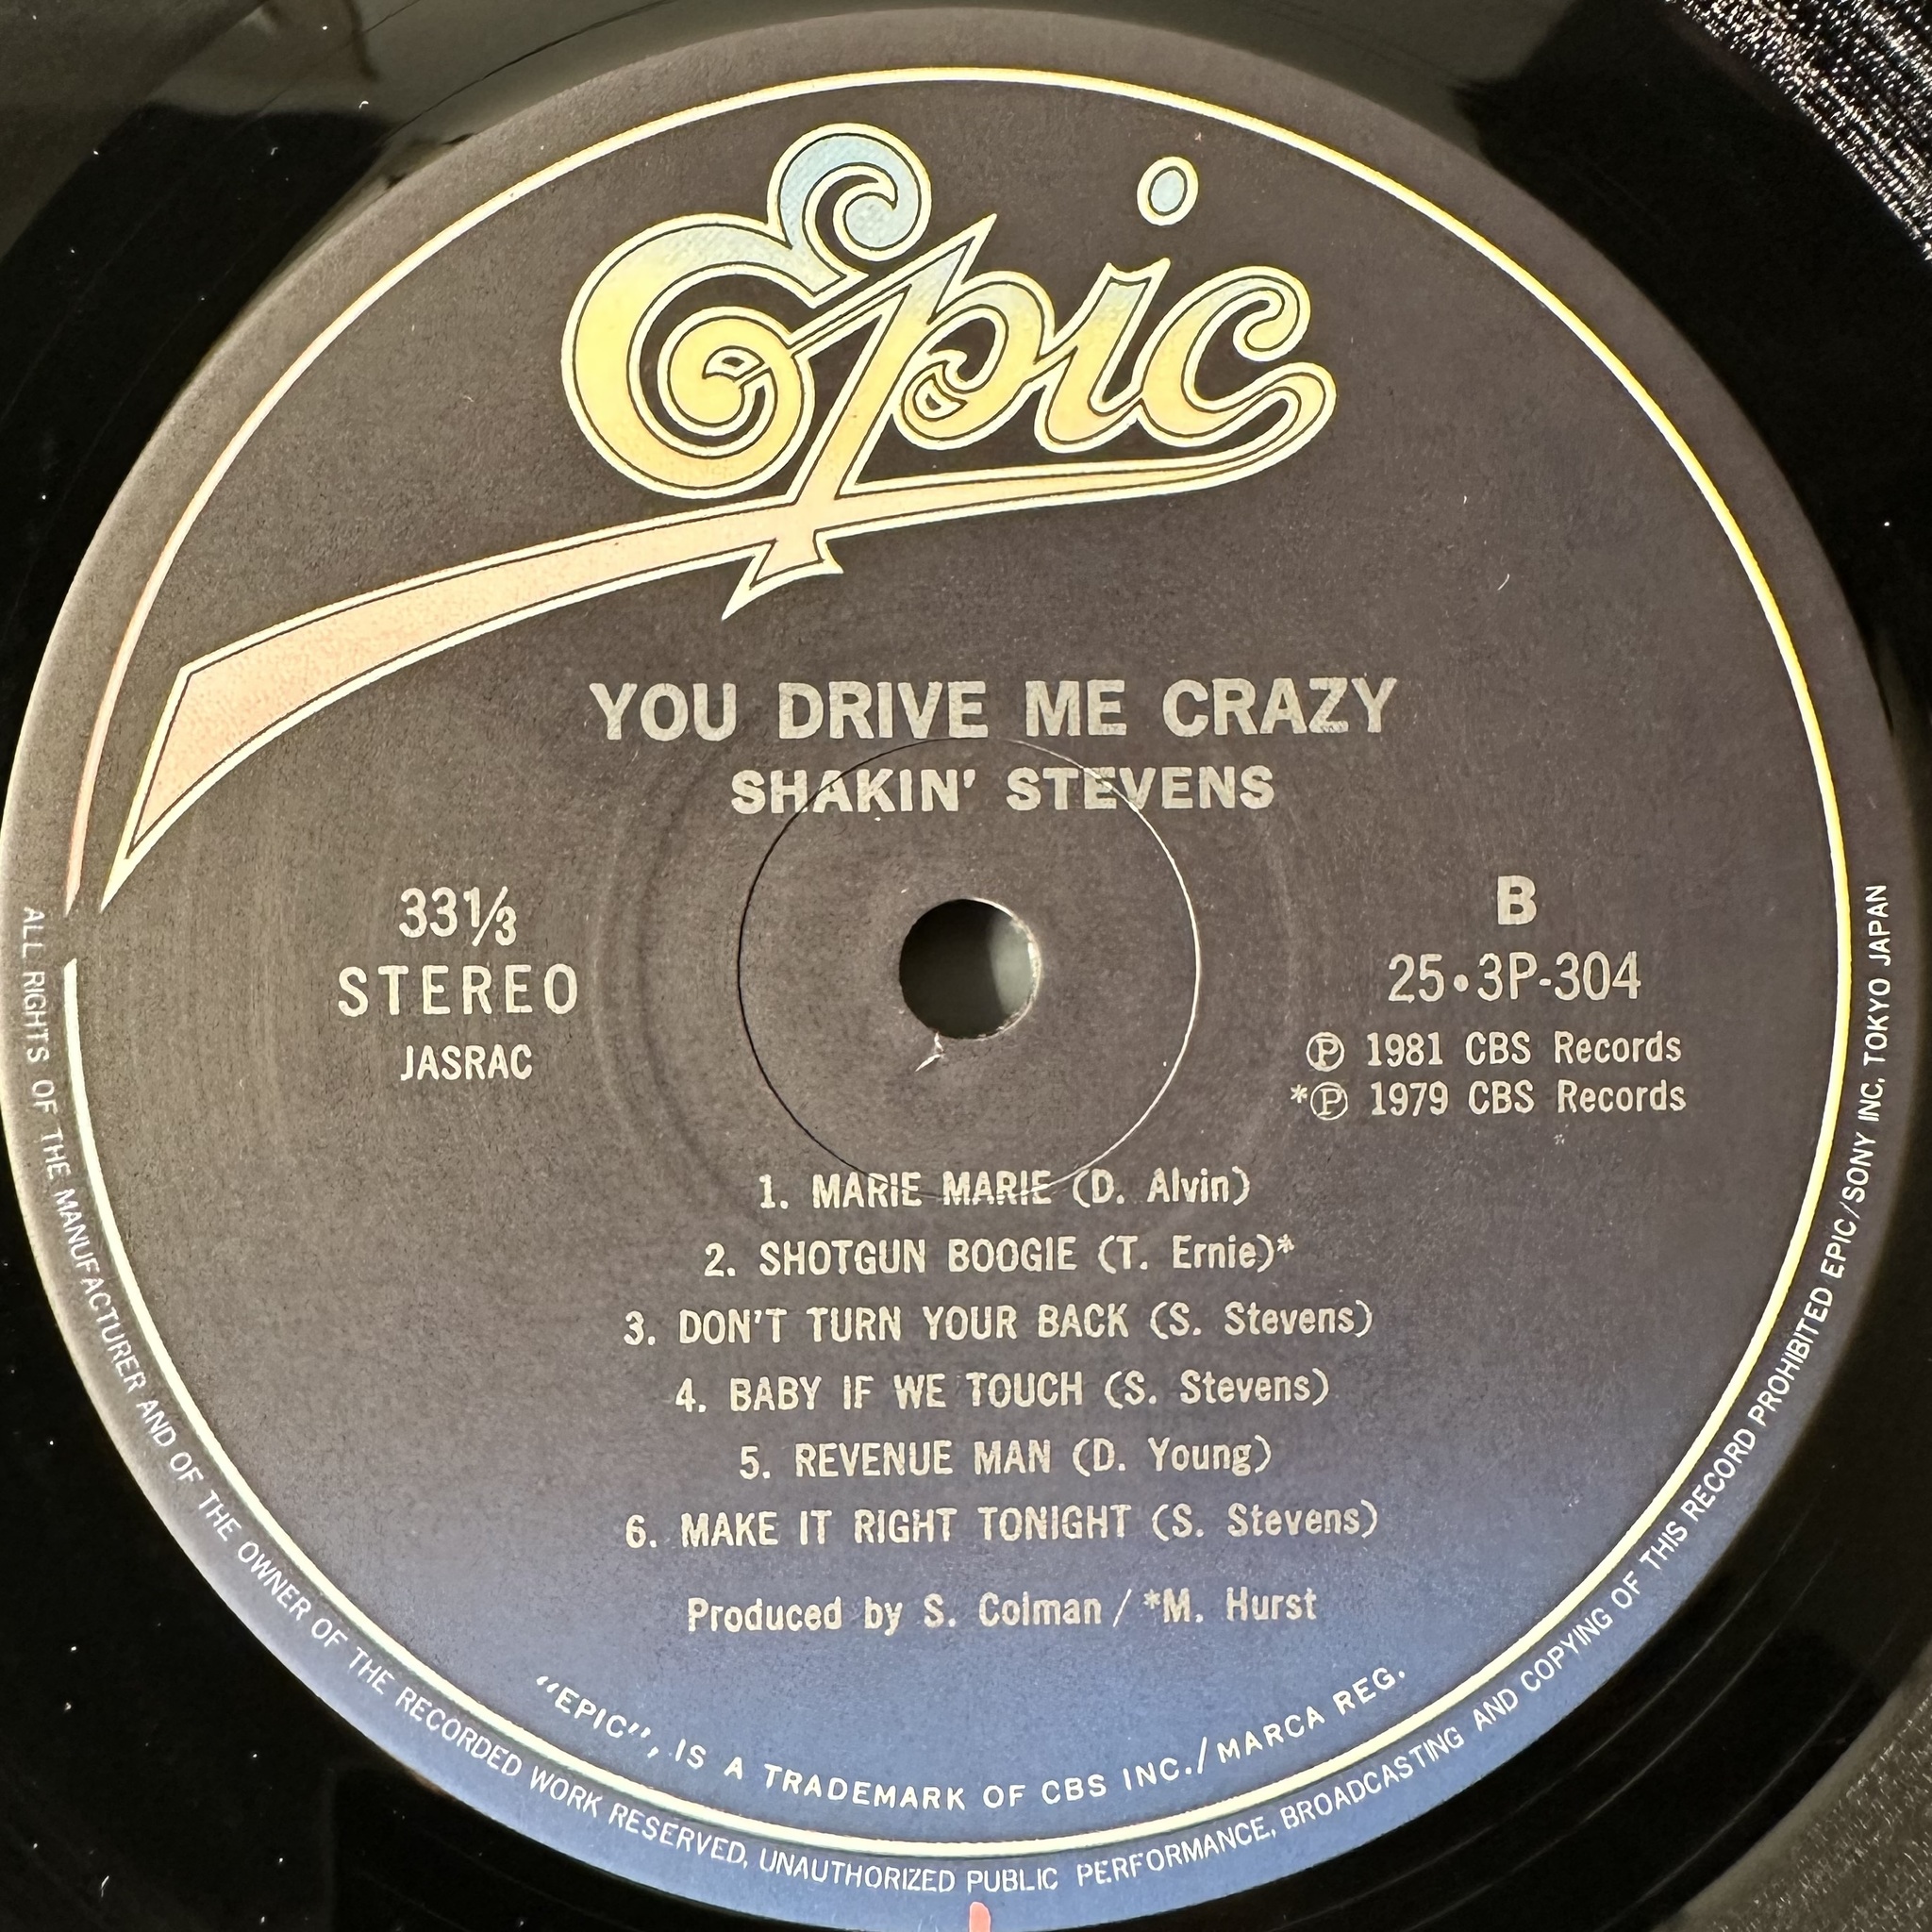 Epic
YOU DRIVE ME CRAZY
SHAKIN' STEVENS
33⅓
STEREO
JASRAC
B
25・3P-304
Ⓟ 1981 CBS Records
*Ⓟ 1979 CBS Records
1. MARIE MARIE (D. Alvin)
2. SHOTGUN BOOGIE (T. Ernie)*
3. DON'T TURN YOUR BACK (S. Stevens)
4. BABY IF WE TOUCH (S. Stevens)
5. REVENUE MAN (D. Young)
6. MAKE IT RIGHT TONIGHT (S. Stevens)
Produced by S. Colman / *M. Hurst
"EPIC", IS A TRADEMARK OF CBS INC./MARCA REG.
ALL RIGHTS OF THE MANUFACTURER AND OF THE OWNER OF THE RECORDED WORK RESERVED, UNAUTHORIZED PUBLIC PERFORMANCE, BROADCASTING AND COPYING OF THIS RECORD PROHIBITED EPIC/SONY INC, TOKYO JAPAN